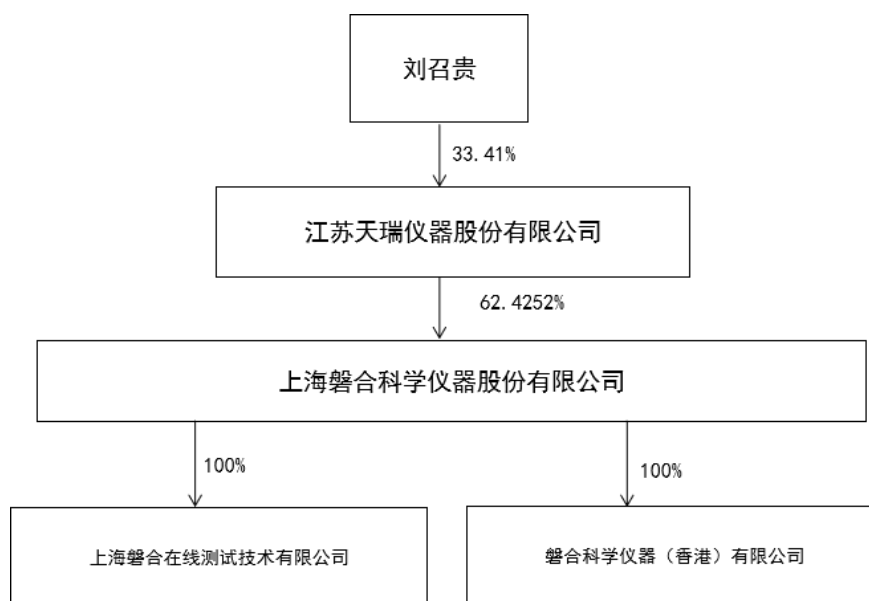 刘召贵
33.41%
江苏天瑞仪器股份有限公司
62.4252%
上海磐合科学仪器股份有限公司
100%
100%
上海磐合在线测试技术有限公司
磐合科学仪器（香港）有限公司